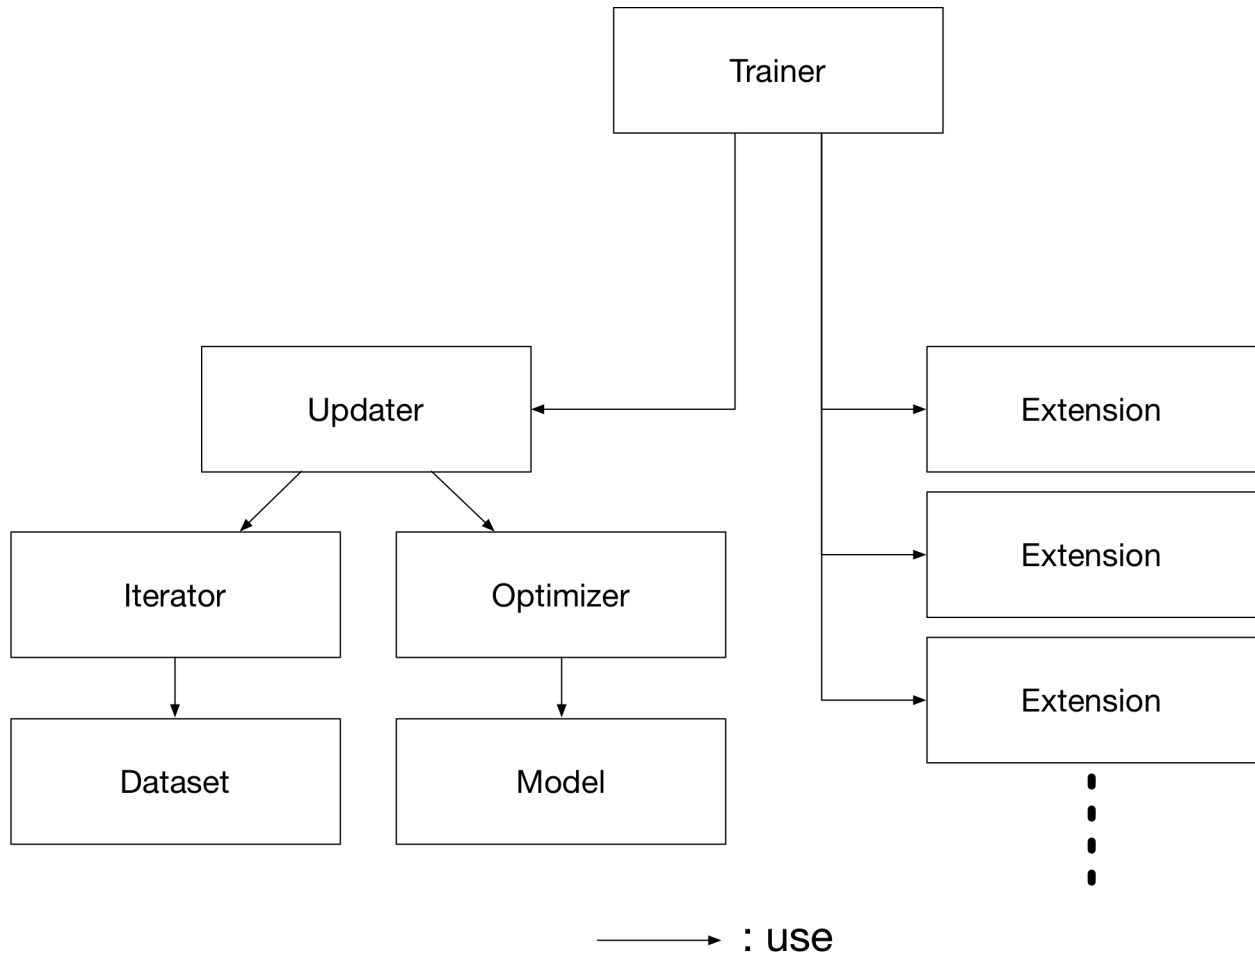 Trainer
Updater
Extension
Iterator
Optimizer
Extension
Dataset
Model
Extension
: use